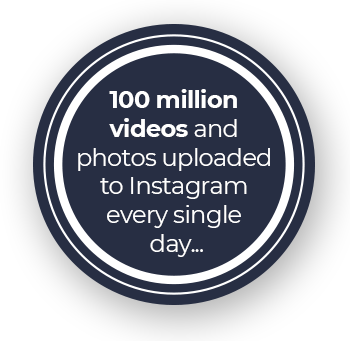 100 million
videos and
photos uploaded
to Instagram
every single
day...